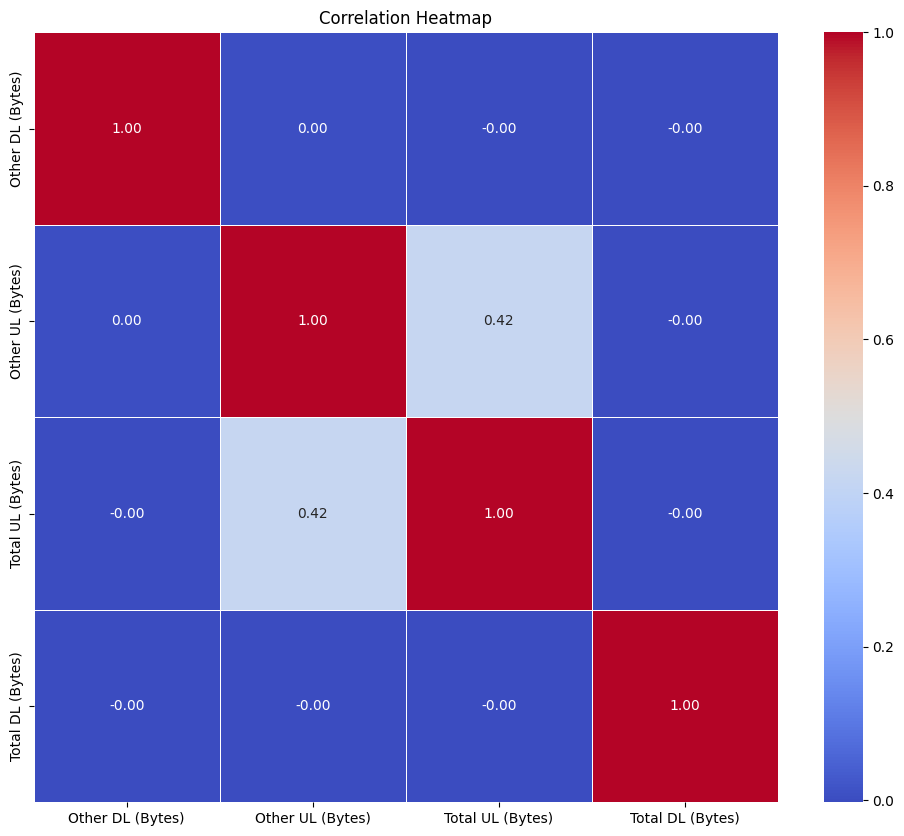 Correlation Heatmap
Other DL (Bytes)
1.00
0.00
-0.00
-0.00
Other UL (Bytes)
0.00
1.00
0.42
-0.00
Total UL (Bytes)
-0.00
0.42
1.00
-0.00
Total DL (Bytes)
-0.00
-0.00
-0.00
1.00
Other DL (Bytes)
Other UL (Bytes)
Total UL (Bytes)
Total DL (Bytes)
1.0
0.8
0.6
0.4
0.2
0.0